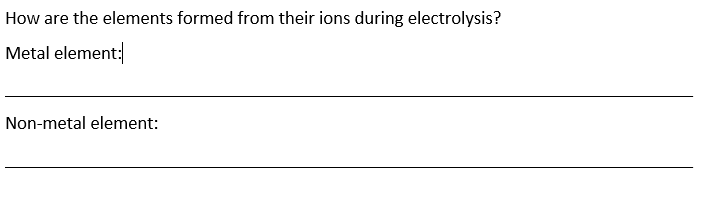 How are the elements formed from their ions during electrolysis?
Metal element:
Non-metal element: